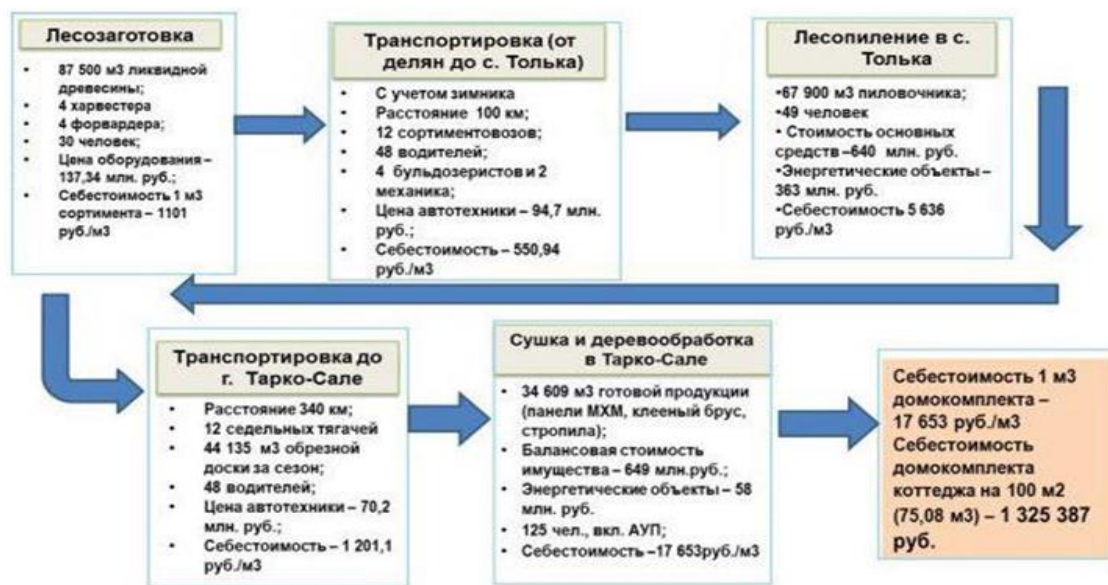 Лесозаготовка
• 87 500 м3 ликвидной
древесины;
• 4 харвестера
• 4 форвардера
• 30 человек;
• Цена оборудования –
137,34 млн. руб.;
• Себестоимость 1 м3
сортимента – 1101
руб./м3
Транспортировка (от
делян до с. Толька)
• С учетом зимника
• Расстояние 100 км;
• 12 сортиментовозов;
• 48 водителей;
• 4 бульдозеристов и 2
механика;
• Цена автотехники – 94,7 млн.
руб.;
• Себестоимость – 550,94
руб./м3
Лесопиление в с.
Толька
•67 900 м3 пиловочника;
•49 человек
• Стоимость основных
средств –640 млн. руб.
•Энергетические объекты –
363 млн. руб.
•Себестоимость 5 636
руб./м3
Транспортировка до
г. Тарко-Сале
• Расстояние 340 км;
• 12 седельных тягачей
• 44 135 м3 обрезной
доски за сезон;
• 48 водителей;
• Цена автотехники – 70,2
млн. руб.;
• Себестоимость – 1 201,1
руб./м3
Сушка и деревообработка
в Тарко-Сале
• 34 609 м3 готовой продукции
(панели МХМ, клееный брус,
стропила);
• Балансовая стоимость
имущества – 649 млн.руб.;
• Энергетические объекты – 58
млн. руб.
• 125 чел., вкл. АУП;
• Себестоимость –17 653руб./м3
Себестоимость 1 м3
домокомплекта –
17 653 руб./м3
Себестоимость
домокомплекта
коттеджа на 100 м2
(75,08 м3) – 1 325 387
руб.